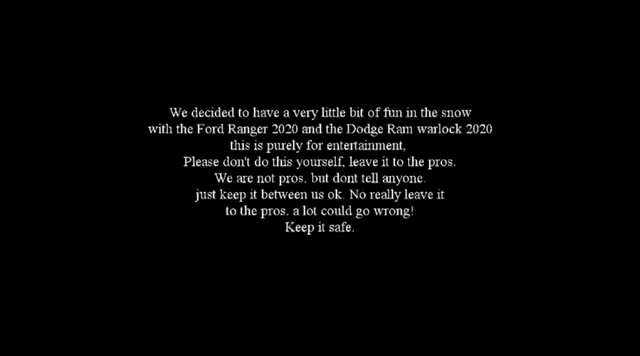 We decided to have a very little bit of fun in the snow
with the Ford Ranger 2020 and the Dodge Ram warlock 2020
this is purely for entertainment,
Please don't do this yourself, leave it to the pros.
We are not pros. but dont tell anyone.
just keep it between us ok. No really leave it
to the pros. a lot could go wrong!
Keep it safe.